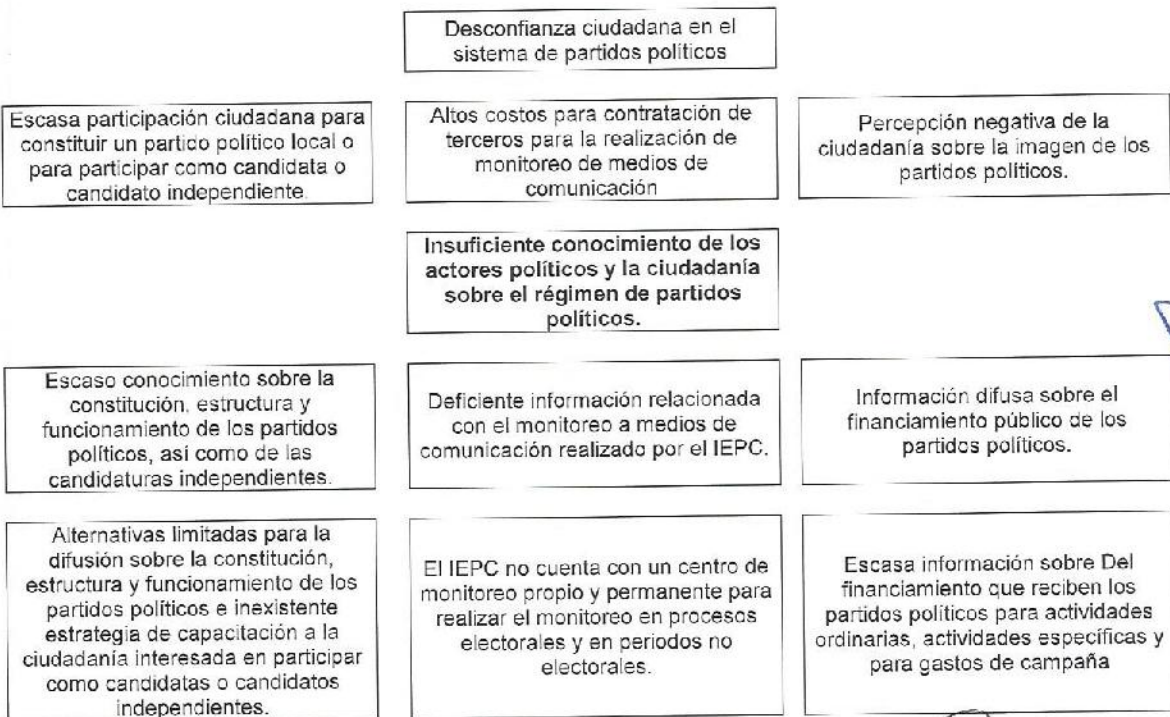 Desconfianza ciudadana en el
sistema de partidos políticos
Escasa participación ciudadana para
constituir un partido político local o
para participar como candidata o
candidato independiente.
Altos costos para contratación de
terceros para la realización de
monitoreo de medios de
comunicación
Percepción negativa de la
ciudadanía sobre la imagen de los
partidos políticos.
Insuficiente conocimiento de los
actores políticos y la ciudadanía
sobre el régimen de partidos
políticos.
Escaso conocimiento sobre la
constitución, estructura y
funcionamiento de los partidos
políticos, así como de las
candidaturas independientes.
Deficiente información relacionada
con el monitoreo a medios de
comunicación realizado por el IEPC.
Información difusa sobre el
financiamiento público de los
partidos políticos.
Alternativas limitadas para la
difusión sobre la constitución,
estructura y funcionamiento de los
partidos políticos e inexistente
estrategia de capacitación a la
ciudadanía interesada en participar
como candidatas o candidatos
independientes.
El IEPC no cuenta con un centro de
monitoreo propio y permanente para
realizar el monitoreo en procesos
electorales y en periodos no
electorales.
Escasa información sobre Del
financiamiento que reciben los
partidos políticos para actividades
ordinarias, actividades específicas y
para gastos de campaña